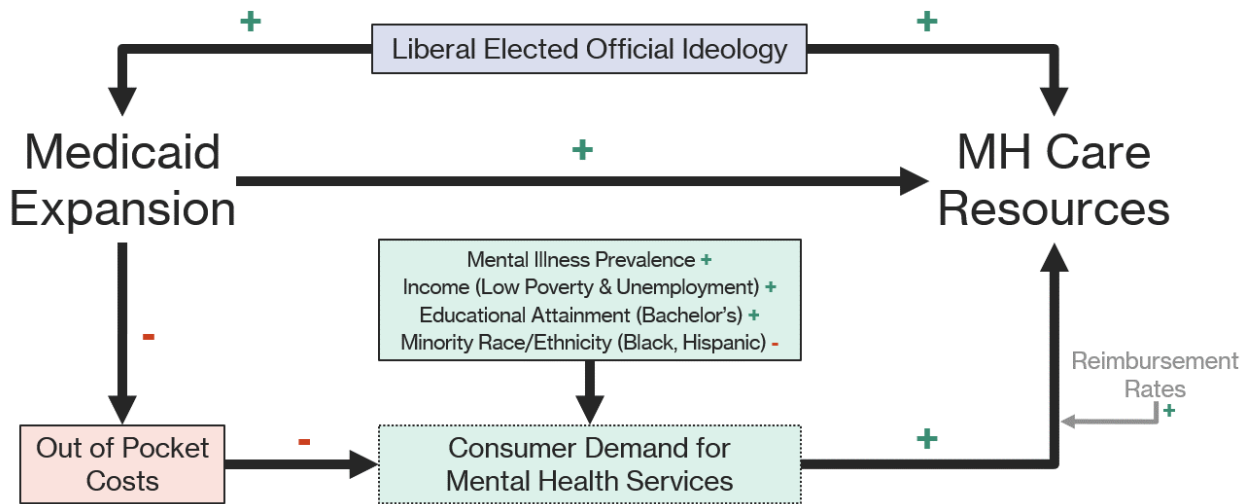 +
+
Liberal Elected Official Ideology
Medicaid
Expansion
+
MH Care
Resources
Mental Illness Prevalence +
Income (Low Poverty & Unemployment) +
Educational Attainment (Bachelor's) +
Minority Race/Ethnicity (Black, Hispanic) -
-
Reimbursement
Rates
+
Out of Pocket
Costs
-
Consumer Demand for
Mental Health Services
+